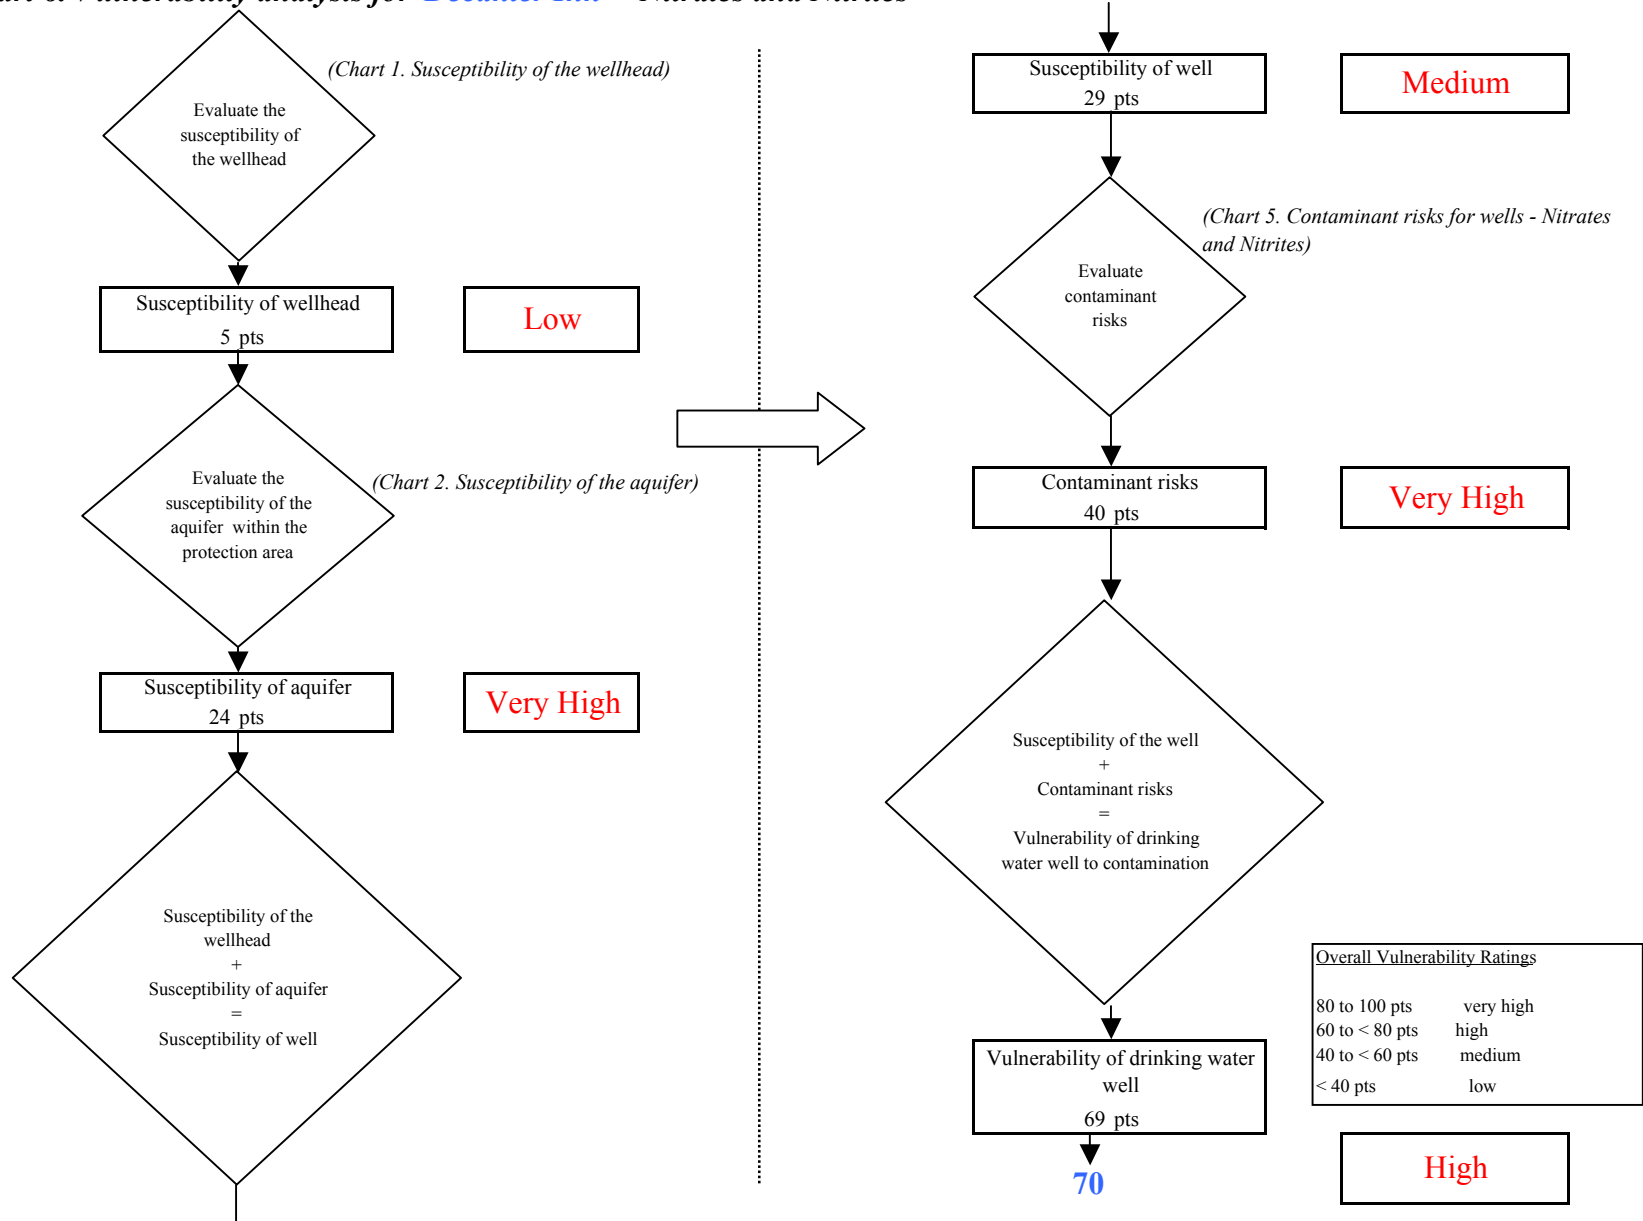 Vulnerability analysis for
Nitrates and Nitrites
(Chart 1. Susceptibility of the wellhead)
Evaluate the
susceptibility of
the wellhead
Susceptibility of wellhead
5 pts
Low
Evaluate the
susceptibility of the
aquifer within the
protection area
(Chart 2. Susceptibility of the aquifer)
Susceptibility of aquifer
24 pts
Very High
Susceptibility of the
wellhead
+
Susceptibility of aquifer
=
Susceptibility of well
Susceptibility of well
29 pts
Medium
(Chart 5. Contaminant risks for wells - Nitrates
and Nitrites)
Evaluate
contaminant
risks
Contaminant risks
40 pts
Very High
Susceptibility of the well
+
Contaminant risks
=
Vulnerability of drinking
water well to contamination
Overall Vulnerability Ratings
80 to 100 pts very high
60 to < 80 pts high
40 to < 60 pts medium
< 40 pts low
Vulnerability of drinking water
well
69 pts
70
High